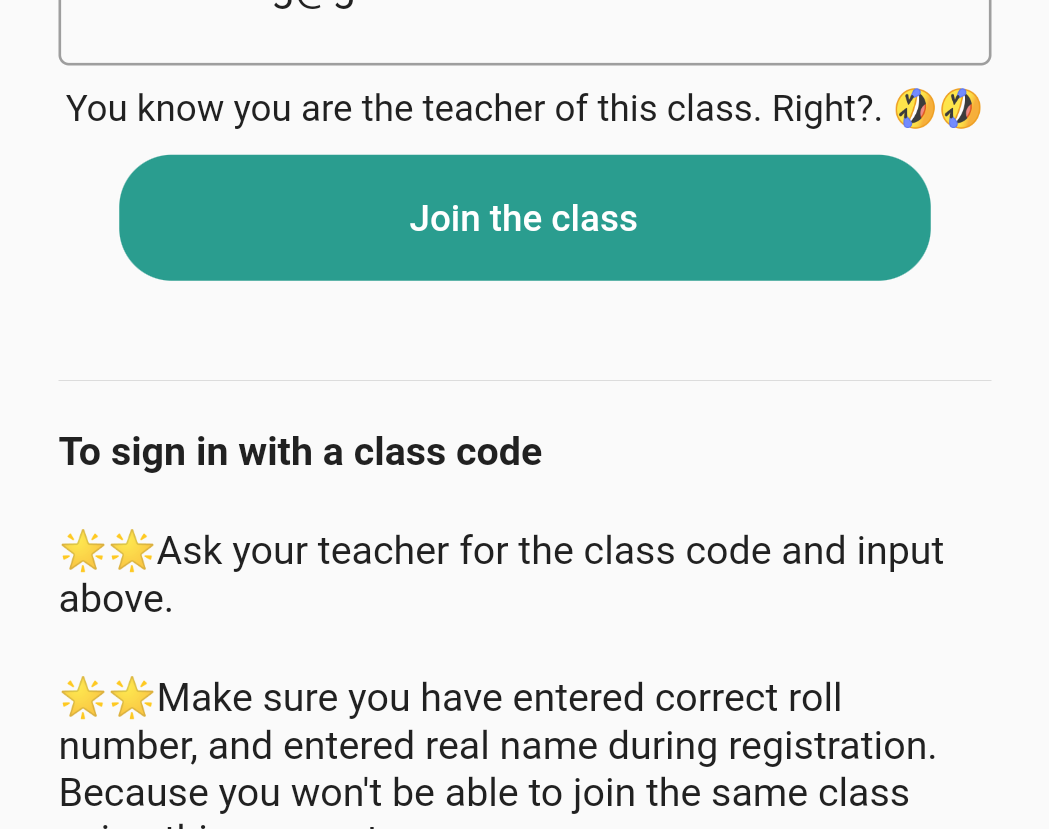 You know you are the teacher of this class. Right?. 🤣🤣
Join the class
To sign in with a class code
🌟🌟Ask your teacher for the class code and input
above.
🌟🌟Make sure you have entered correct roll
number, and entered real name during registration.
Because you won't be able to join the same class